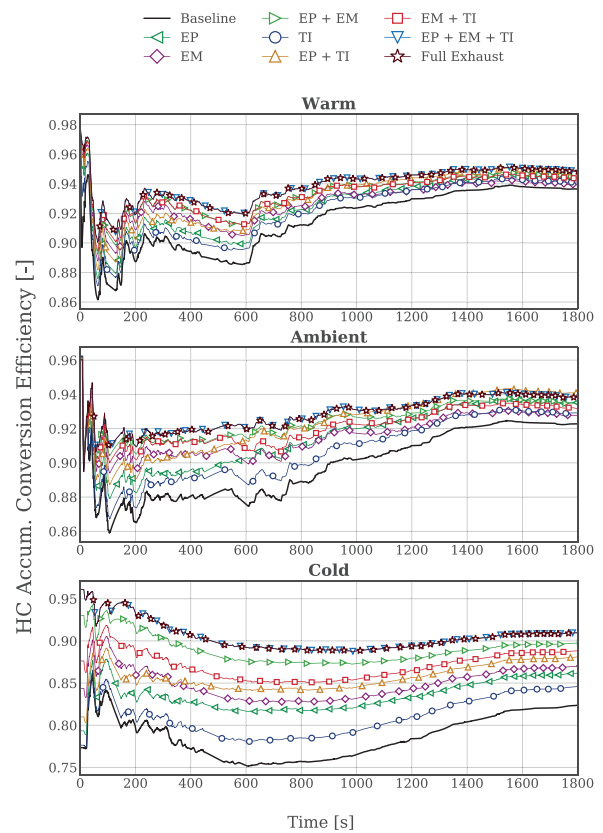 Baseline EP + EM EM + TI
EP TI EP + EM + TI
EM EP + TI Full Exhaust
Warm
0.98
0.96
0.94
0.92
0.90
0.88
0.86
0 200 400 600 800 1000 1200 1400 1600 1800
Ambient
0.96
0.94
0.92
0.90
0.88
0.86
0 200 400 600 800 1000 1200 1400 1600 1800
Cold
0.95
0.90
0.85
0.80
0.75
0 200 400 600 800 1000 1200 1400 1600 1800
HC Accum. Conversion Efficiency [-]
Time [s]